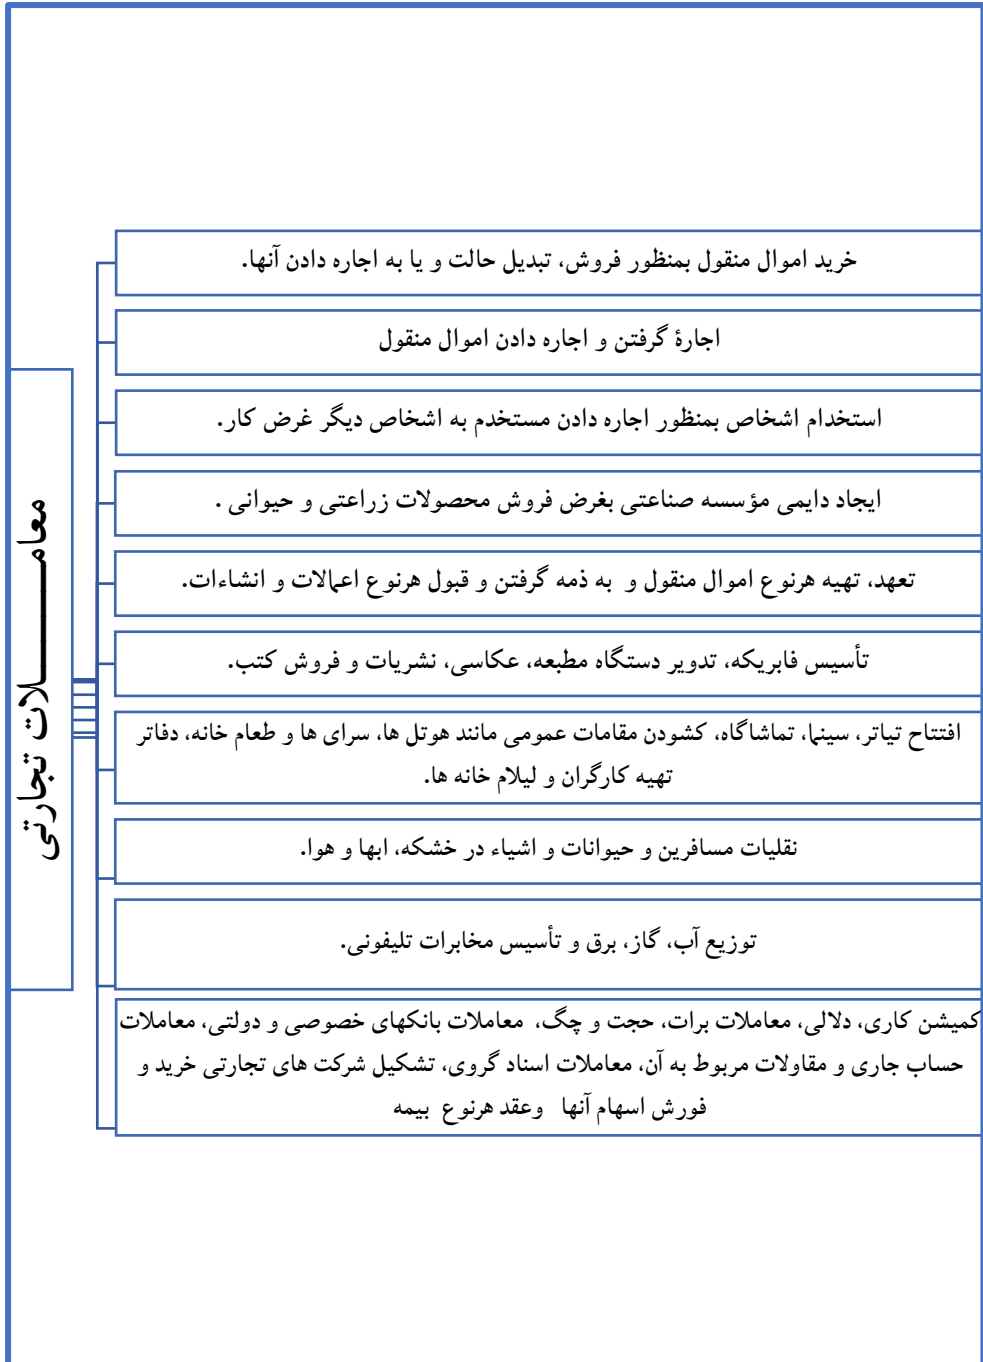 معامـــــــــلات تجارتی
خرید اموال منقول بمنظور فروش، تبدیل حالت و یا به اجاره دادن آنها.
اجارۀ گرفتن و اجاره دادن اموال منقول
استخدام اشخاص بمنظور اجاره دادن مستخدم به اشخاص دیگر غرض کار.
ایجاد دایمی مؤسسه صناعتی بغرض فروش محصولات زراعتی و حیوانی .
تعهد، تهیه هرنوع اموال منقول و به ذمه گرفتن و قبول هرنوع اعمالات و انشاءات.
تأسیس فابریکه، تدویر دستگاه مطبعه، عکاسی، نشریات و فروش کتب.
افتتاح تیاتر، سینما، تماشاگاه، کشودن مقامات عمومی مانند هوتل ها، سرای ها و طعام خانه، دفاتر
تهیه کارگران و لیلام خانه ها.
نقلیات مسافرین و حیوانات و اشیاء در خشکه، ابها و هوا.
توزیع آب، گاز، برق و تأسیس مخابرات تلیفونی.
کمیشن کاری، دلالی، معاملات برات، حجت و چگ، معاملات بانکهای خصوصی و دولتی، معاملات
حساب جاری و مقاولات مربوط به آن، معاملات اسناد گروی، تشکیل شرکت های تجارتی خرید و
فورش اسهام آنها وعقد هرنوع بیمه